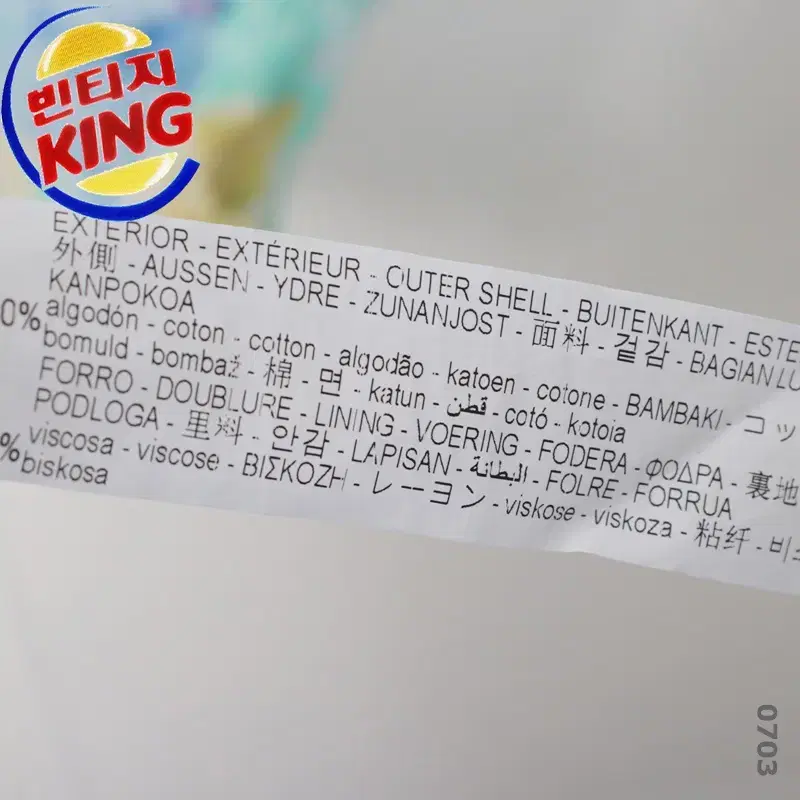 빈티지
KING
EXTERIOR - EXTÉRIEUR - OUTER SHELL - BUITENKANT - ESTE
外側 - AUSSEN - YDRE - ZUNANJOST - 面料 - 겉감 - BAGIAN LU
KANPOKOA
0% algodón - coton - cotton - algodão - katoen - cotone - BAMBAKI - コッ
bomuld - bombaž - 棉 - 면 - katun - قطن - cotó - kotoia
FORRO - DOUBLURE - LINING - VOERING - FODERA - ΦΟΔΡΑ - 裏地
PODLOGA - 里料 - 안감 - LAPISAN - البطانة - FOLRE - FORRUA
% viscosa - viscose - ΒΙΣΚΟΖΗ - レーヨン - viskose - viskoza - 粘纤 - 비스
biskosa
0703